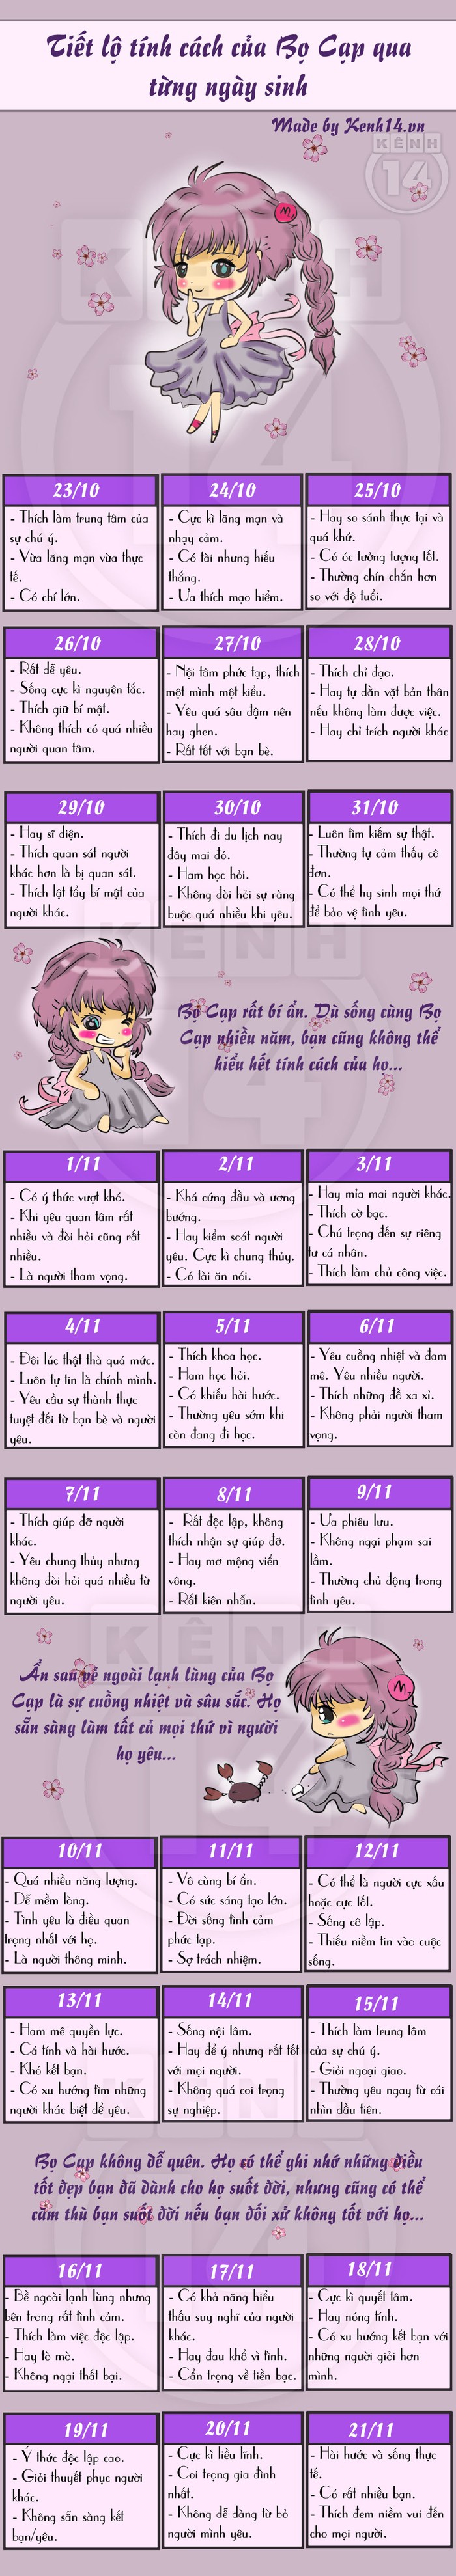 Tiết lộ tính cách của Bọ Cạp qua
từng ngày sinh
Made by Kenh14.vn
KÊNH
14
KÊNH
14
23/10
- Thích làm trung tâm của
sự chú ý.
- Vừa lãng mạn vừa thực
tế.
- Có chí lớn.
24/10
- Cực kì lãng mạn và
nhạy cảm.
- Có tài nhưng hiếu
thắng.
- Ưa thích mạo hiểm.
25/10
- Hay so sánh thực tại và
quá khứ.
- Có óc tưởng tượng tốt.
- Thường chín chắn hơn
so với độ tuổi.
26/10
- Rất dễ yêu.
- Sống cực kì nguyên tắc.
- Thích giữ bí mật.
- Không thích có quá nhiều
người quan tâm.
27/10
- Nội tâm phức tạp, thích
một mình một kiểu.
- Yêu quá sâu đậm nên
hay ghen.
- Rất tốt với bạn bè.
28/10
- Thích chỉ đạo.
- Hay tự dằn vặt bản thân
nếu không làm được việc.
- Hay chỉ trích người khác
29/10
- Hay sĩ diện.
- Thích quan sát người
khác hơn là bị quan sát.
- Thích lật tẩy bí mật của
người khác.
30/10
- Thích đi du lịch nay
đây mai đó.
- Ham học hỏi.
- Không đòi hỏi sự ràng
buộc quá nhiều khi yêu.
31/10
- Luôn tìm kiếm sự thật.
- Thường tự cảm thấy cô
đơn.
- Có thể hy sinh mọi thứ
để bảo vệ tình yêu.
KÊNH
14
Bọ Cạp rất bí ẩn. Dù sống cùng Bọ
Cạp nhiều năm, bạn cũng không thể
hiểu hết tính cách của họ...
1/11
- Có ý thức vượt khó.
- Khi yêu quan tâm rất
nhiều và đòi hỏi cũng rất
nhiều.
- Là người tham vọng.
2/11
- Khá cứng đầu và ương
bướng.
- Hay kiểm soát người
yêu. Cực kì chung thủy.
- Có tài ăn nói.
3/11
- Hay mỉa mai người khác.
- Thích cờ bạc.
- Chú trọng đến sự riêng
tư cá nhân.
- Thích làm chủ công việc.
4/11
- Đôi lúc thật thà quá mức.
- Luôn tự tin là chính mình.
- Yêu cầu sự thành thực
tuyệt đối từ bạn bè và người
yêu.
5/11
- Thích khoa học.
- Ham học hỏi.
- Có khiếu hài hước.
- Thường yêu sớm khi
còn đang đi học.
6/11
- Yêu cuồng nhiệt và đam
mê. Yêu nhiều người.
- Thích những đồ xa xỉ.
- Không phải người tham
vọng.
7/11
- Thích giúp đỡ người
khác.
- Yêu chung thủy nhưng
không đòi hỏi quá nhiều từ
người yêu.
8/11
- Rất độc lập, không
thích nhận sự giúp đỡ.
- Hay mơ mộng viển
vông.
- Rất kiên nhẫn.
9/11
- Ưa phiêu lưu.
- Không ngại phạm sai
lầm.
- Thường chủ động trong
tình yêu.
KÊNH
14
Ẩn sau vẻ ngoài lạnh lùng của Bọ
Cạp là sự cuồng nhiệt và sâu sắc. Họ
sẵn sàng làm tất cả mọi thứ vì người
họ yêu...
10/11
- Quá nhiều năng lượng.
- Dễ mềm lòng.
- Tình yêu là điều quan
trọng nhất với họ.
- Là người thông minh.
11/11
- Vô cùng bí ẩn.
- Có sức sáng tạo lớn.
- Đời sống tình cảm
phức tạp.
- Sợ trách nhiệm.
12/11
- Có thể là người cực xấu
hoặc cực tốt.
- Sống cô lập.
- Thiếu niềm tin vào cuộc
sống.
13/11
- Ham mê quyền lực.
- Cá tính và hài hước.
- Khó kết bạn.
- Có xu hướng tìm những
người khác biệt để yêu.
14/11
- Sống nội tâm.
- Hay để ý nhưng rất tốt
với mọi người.
- Không quá coi trọng
sự nghiệp.
15/11
- Thích làm trung tâm
của sự chú ý.
- Giỏi ngoại giao.
- Thường yêu ngay từ cái
nhìn đầu tiên.
Bọ Cạp không dễ quên. Họ có thể ghi nhớ những điều
tốt đẹp bạn đã dành cho họ suốt đời, nhưng cũng có thể
căm thù bạn suốt đời nếu bạn đối xử không tốt với họ...
16/11
- Bề ngoài lạnh lùng nhưng
bên trong rất tình cảm.
- Thích làm việc độc lập.
- Hay tò mò.
- Không ngại thất bại.
17/11
- Có khả năng hiểu
thấu suy nghĩ của người
khác.
- Hay đau khổ vì tình.
- Cẩn trọng về tiền bạc.
18/11
- Cực kì quyết tâm.
- Hay nóng tính.
- Có xu hướng kết bạn với
những người giỏi hơn
mình.
19/11
- Ý thức độc lập cao.
- Giỏi thuyết phục người
khác.
- Không sẵn sàng kết
bạn/yêu.
20/11
- Cực kì liều lĩnh.
- Coi trọng gia đình
nhất.
- Không dễ dàng từ bỏ
người mình yêu.
21/11
- Hài hước và sống thực
tế.
- Có rất nhiều bạn.
- Thích đem niềm vui đến
cho mọi người.